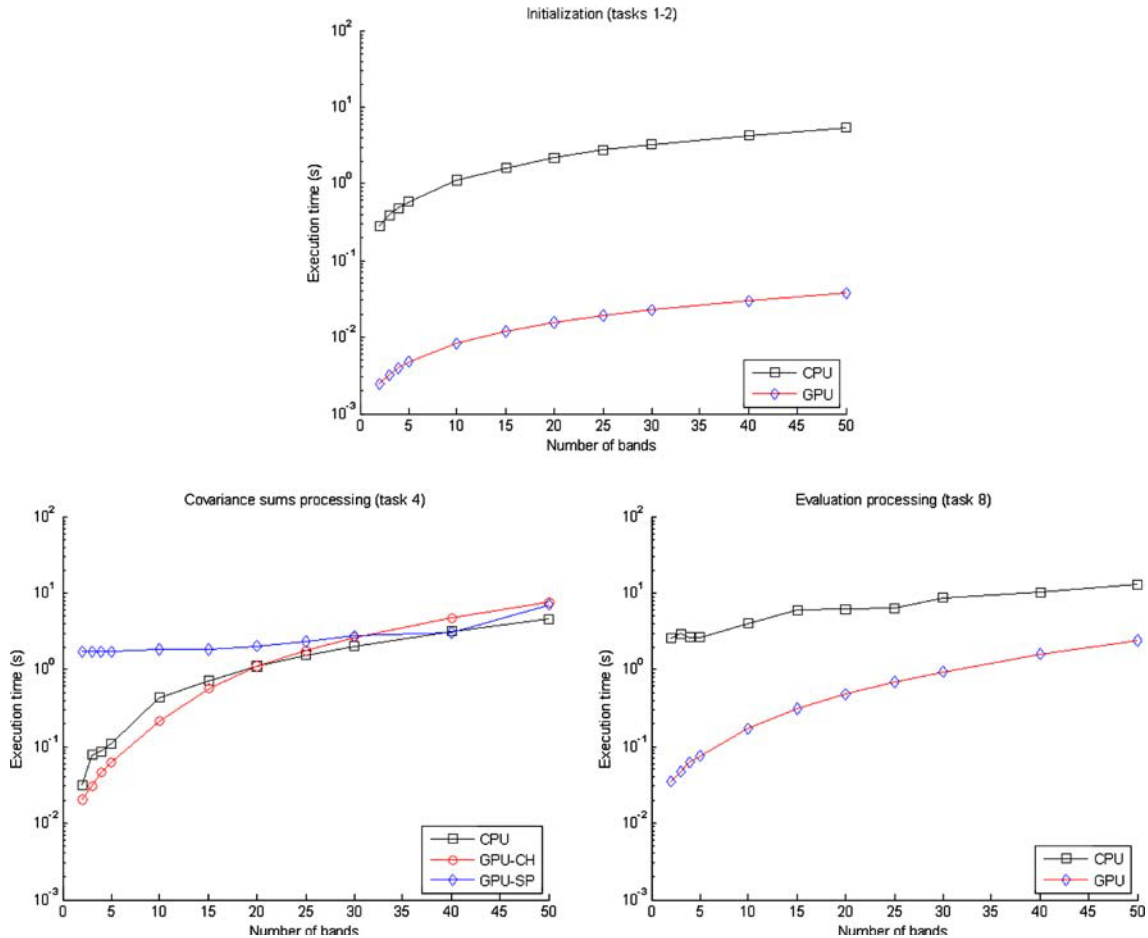 Initialization (tasks 1-2)
Execution time (s)
10^2
10^1
10^0
10^-1
10^-2
10^-3
0 5 10 15 20 25 30 35 40 45 50
Number of bands
CPU
GPU
Covariance sums processing (task 4)
Execution time (s)
10^2
10^1
10^0
10^-1
10^-2
10^-3
0 5 10 15 20 25 30 35 40 45 50
Number of bands
CPU
GPU-CH
GPU-SP
Evaluation processing (task 8)
Execution time (s)
10^2
10^1
10^0
10^-1
10^-2
10^-3
0 5 10 15 20 25 30 35 40 45 50
Number of bands
CPU
GPU